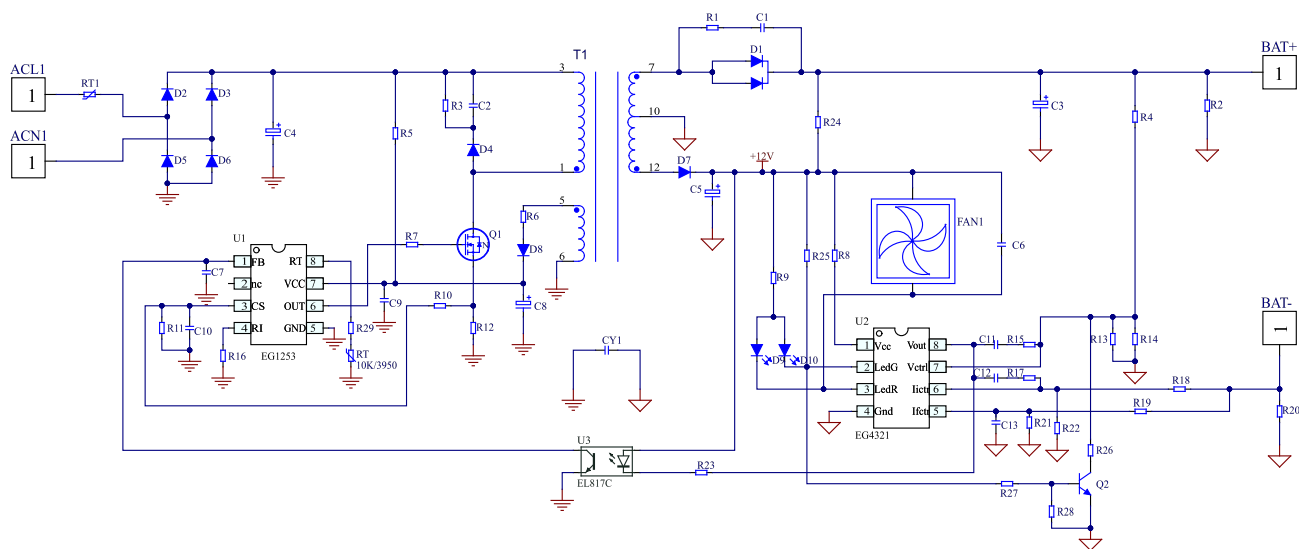 R1 C1
T1 D1
ACL1 3 7 BAT+
RT1 1
1 D2 D3
R3 C2 C3 R2
C4 R5 10 R24 R4
ACN1
1 D5 D6 D4
1 12 D7 +12V
C5
5
R6 FAN1
U1 R7 Q1 C6
D8 R25 R8
1 FB RT 8 6
C7 R9
2 nc VCC 7
C9 C8 BAT-
3 CS OUT 6 R10
U2 1
R11 C10 4 RI GND 5 R29 R12
1 Vcc Vout 8 C11 R15 R13 R14
EG1253
R16 RT CY1 D9 D10
10K/3950 2 LedG Vctrl 7
C12 R17
3 LedR Iictr 6 R18
4 Gnd Ifctr 5 R19 R20
C13 R21 R22
EG4321
U3 R26
R23
EL817C
R27 Q2
R28